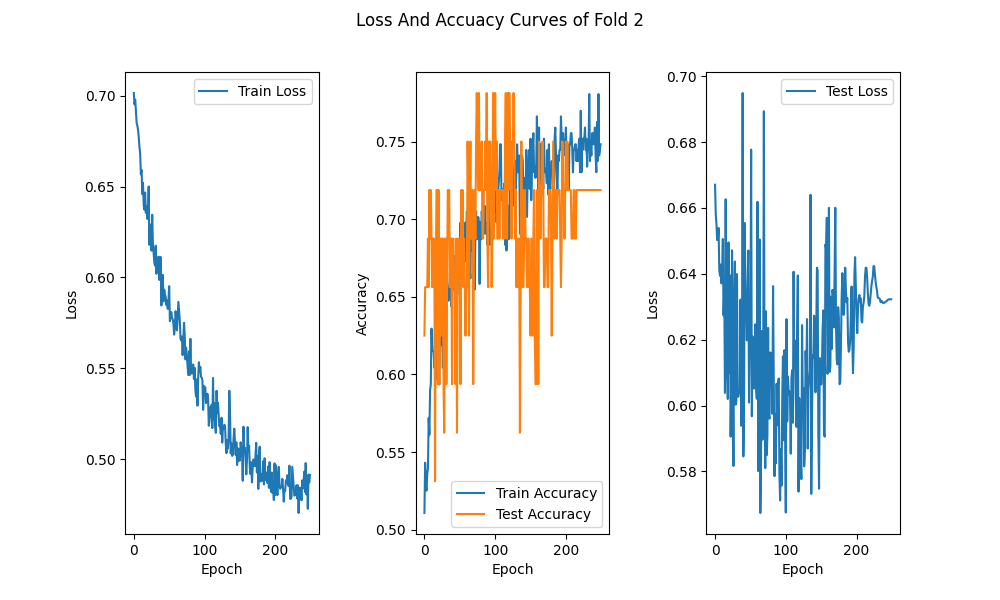 Loss And Accuacy Curves of Fold 2
Train Loss
0.70
0.65
0.60
0.55
0.50
Loss
0
100
200
Epoch
Train Accuracy
Test Accuracy
0.75
0.70
0.65
0.60
0.55
0.50
Accuracy
0
100
200
Epoch
Test Loss
0.70
0.68
0.66
0.64
0.62
0.60
0.58
Loss
0
100
200
Epoch